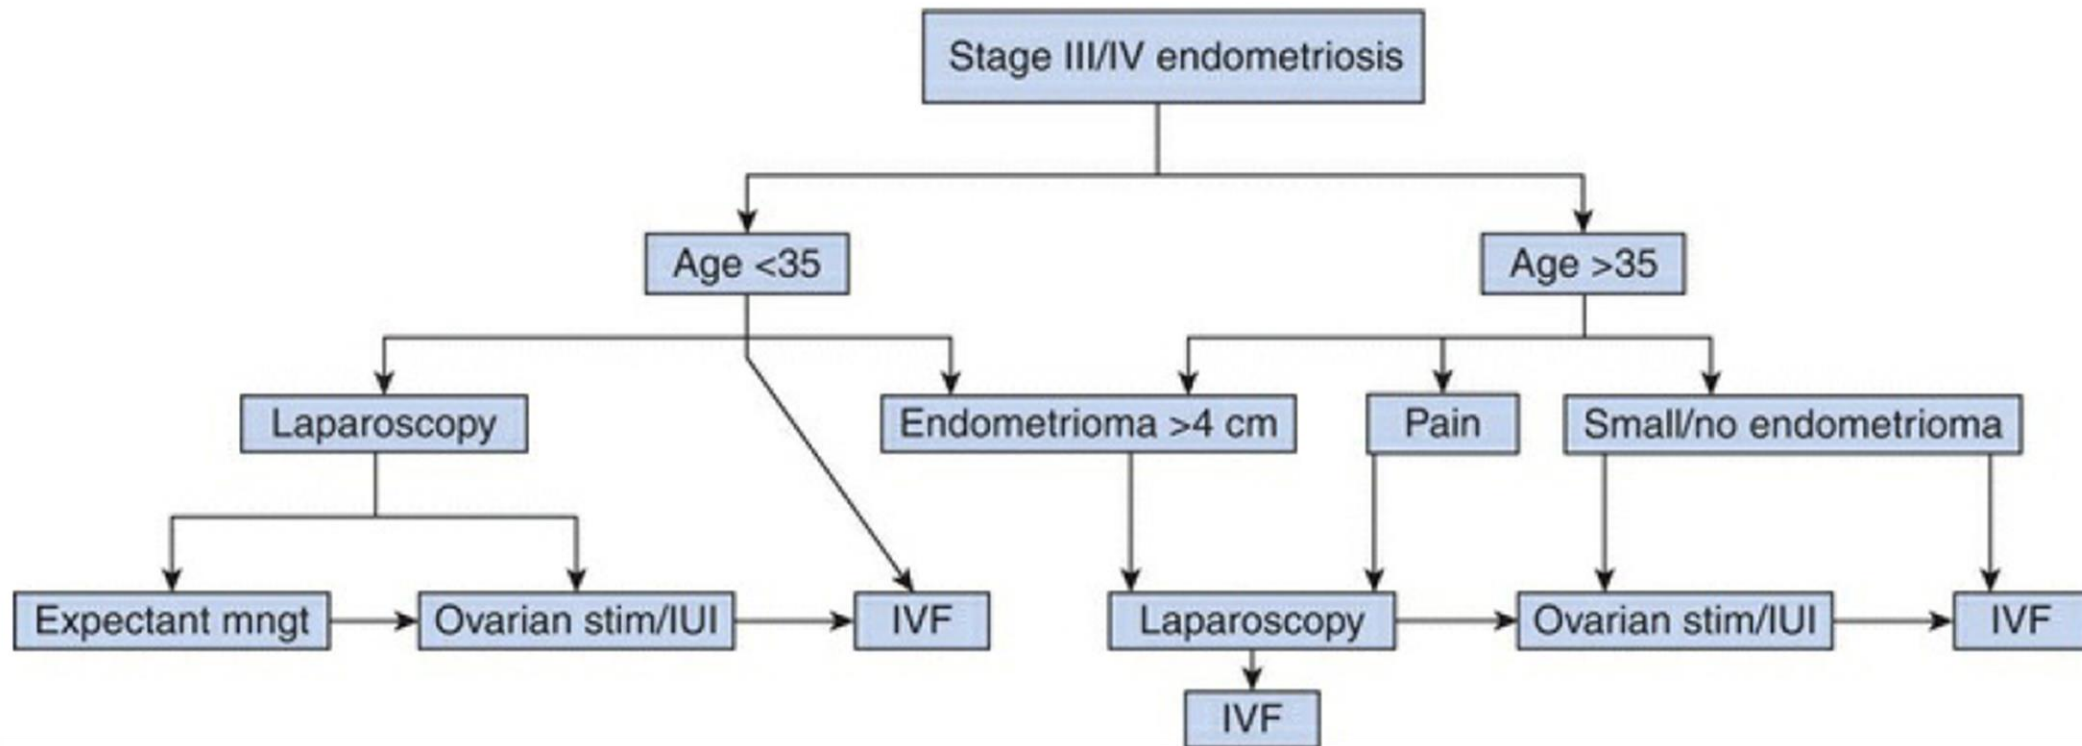 Stage III/IV endometriosis
Age <35
Age >35
Laparoscopy
Endometrioma >4 cm
Pain
Small/no endometrioma
Expectant mngt
Ovarian stim/IUI
IVF
Laparoscopy
Ovarian stim/IUI
IVF
IVF